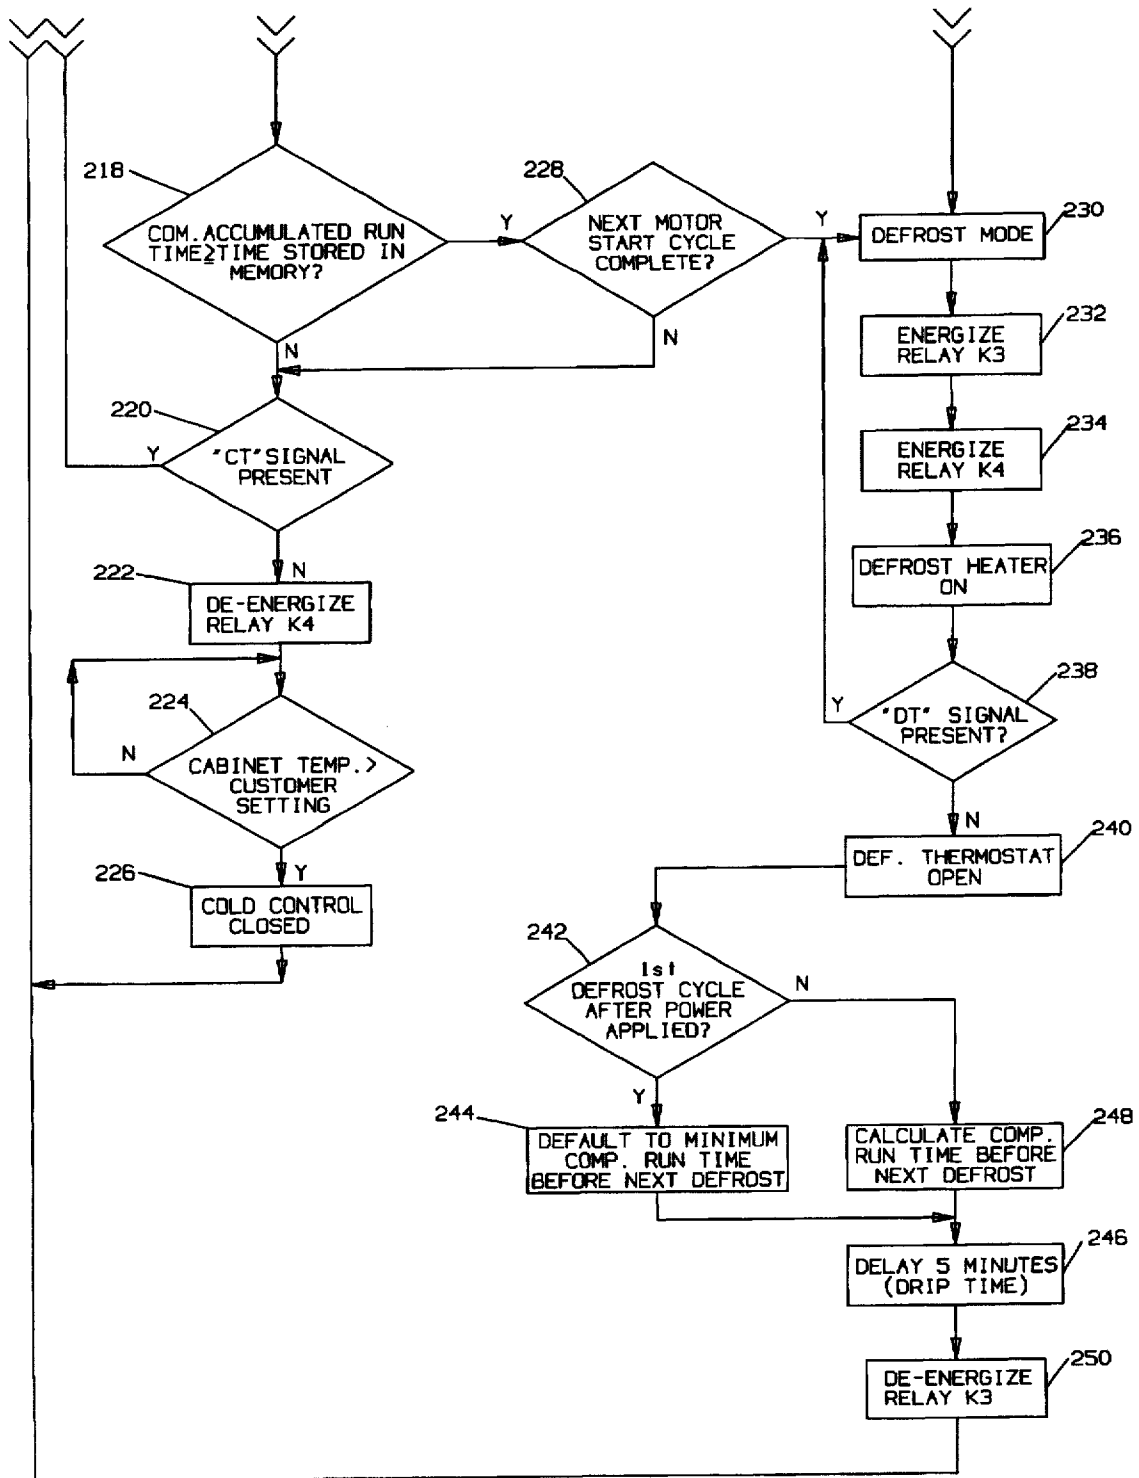 218
COM. ACCUMULATED RUN
TIME≥TIME STORED IN
MEMORY?
Y
N
228
NEXT MOTOR
START CYCLE
COMPLETE?
Y
N
230
DEFROST MODE
232
ENERGIZE
RELAY K3
234
ENERGIZE
RELAY K4
236
DEFROST HEATER
ON
238
"DT" SIGNAL
PRESENT?
Y
N
220
"CT" SIGNAL
PRESENT
Y
N
222
DE-ENERGIZE
RELAY K4
224
CABINET TEMP.>
CUSTOMER
SETTING
N
Y
226
COLD CONTROL
CLOSED
240
DEF. THERMOSTAT
OPEN
242
1st
DEFROST CYCLE
AFTER POWER
APPLIED?
N
Y
244
DEFAULT TO MINIMUM
COMP. RUN TIME
BEFORE NEXT DEFROST
248
CALCULATE COMP.
RUN TIME BEFORE
NEXT DEFROST
246
DELAY 5 MINUTES
(DRIP TIME)
250
DE-ENERGIZE
RELAY K3